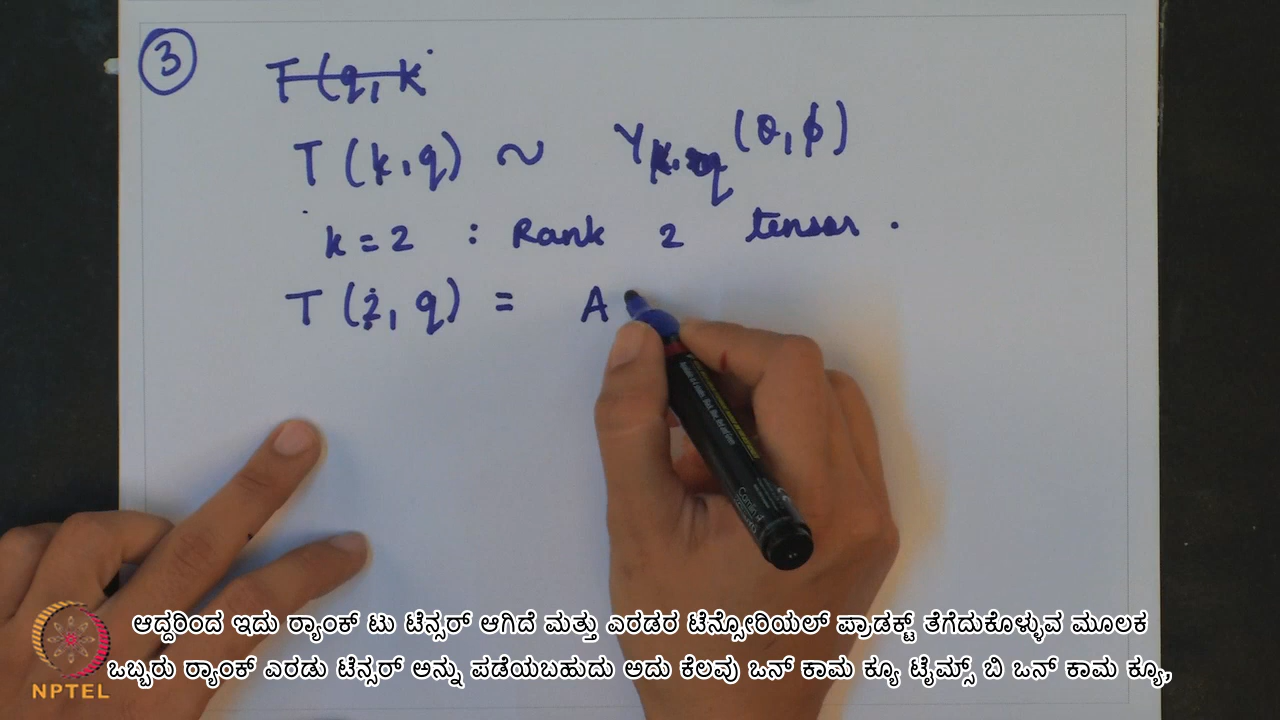 ③
T(q, k
T(k, q) ~ Yk,q (θ, ϕ)
k = 2 : Rank 2 tensor.
T(2, q) = A
ಆದ್ದರಿಂದ ಇದು ರ‍್ಯಾಂಕ್ ಟು ಟೆನ್ಸರ್ ಆಗಿದೆ ಮತ್ತು ಎರಡರ ಟೆನ್ಸೋರಿಯಲ್ ಪ್ರಾಡಕ್ಟ್ ತೆಗೆದುಕೊಳ್ಳುವ ಮೂಲಕ
ಒಬ್ಬರು ರ‍್ಯಾಂಕ್ ಎರಡು ಟೆನ್ಸರ್ ಅನ್ನು ಪಡೆಯಬಹುದು ಅದು ಕೆಲವು ಒನ್ ಕಾಮ ಕ್ಯೂ ಟೈಮ್ಸ್ ಬಿ ಒನ್ ಕಾಮ ಕ್ಯೂ,
NPTEL